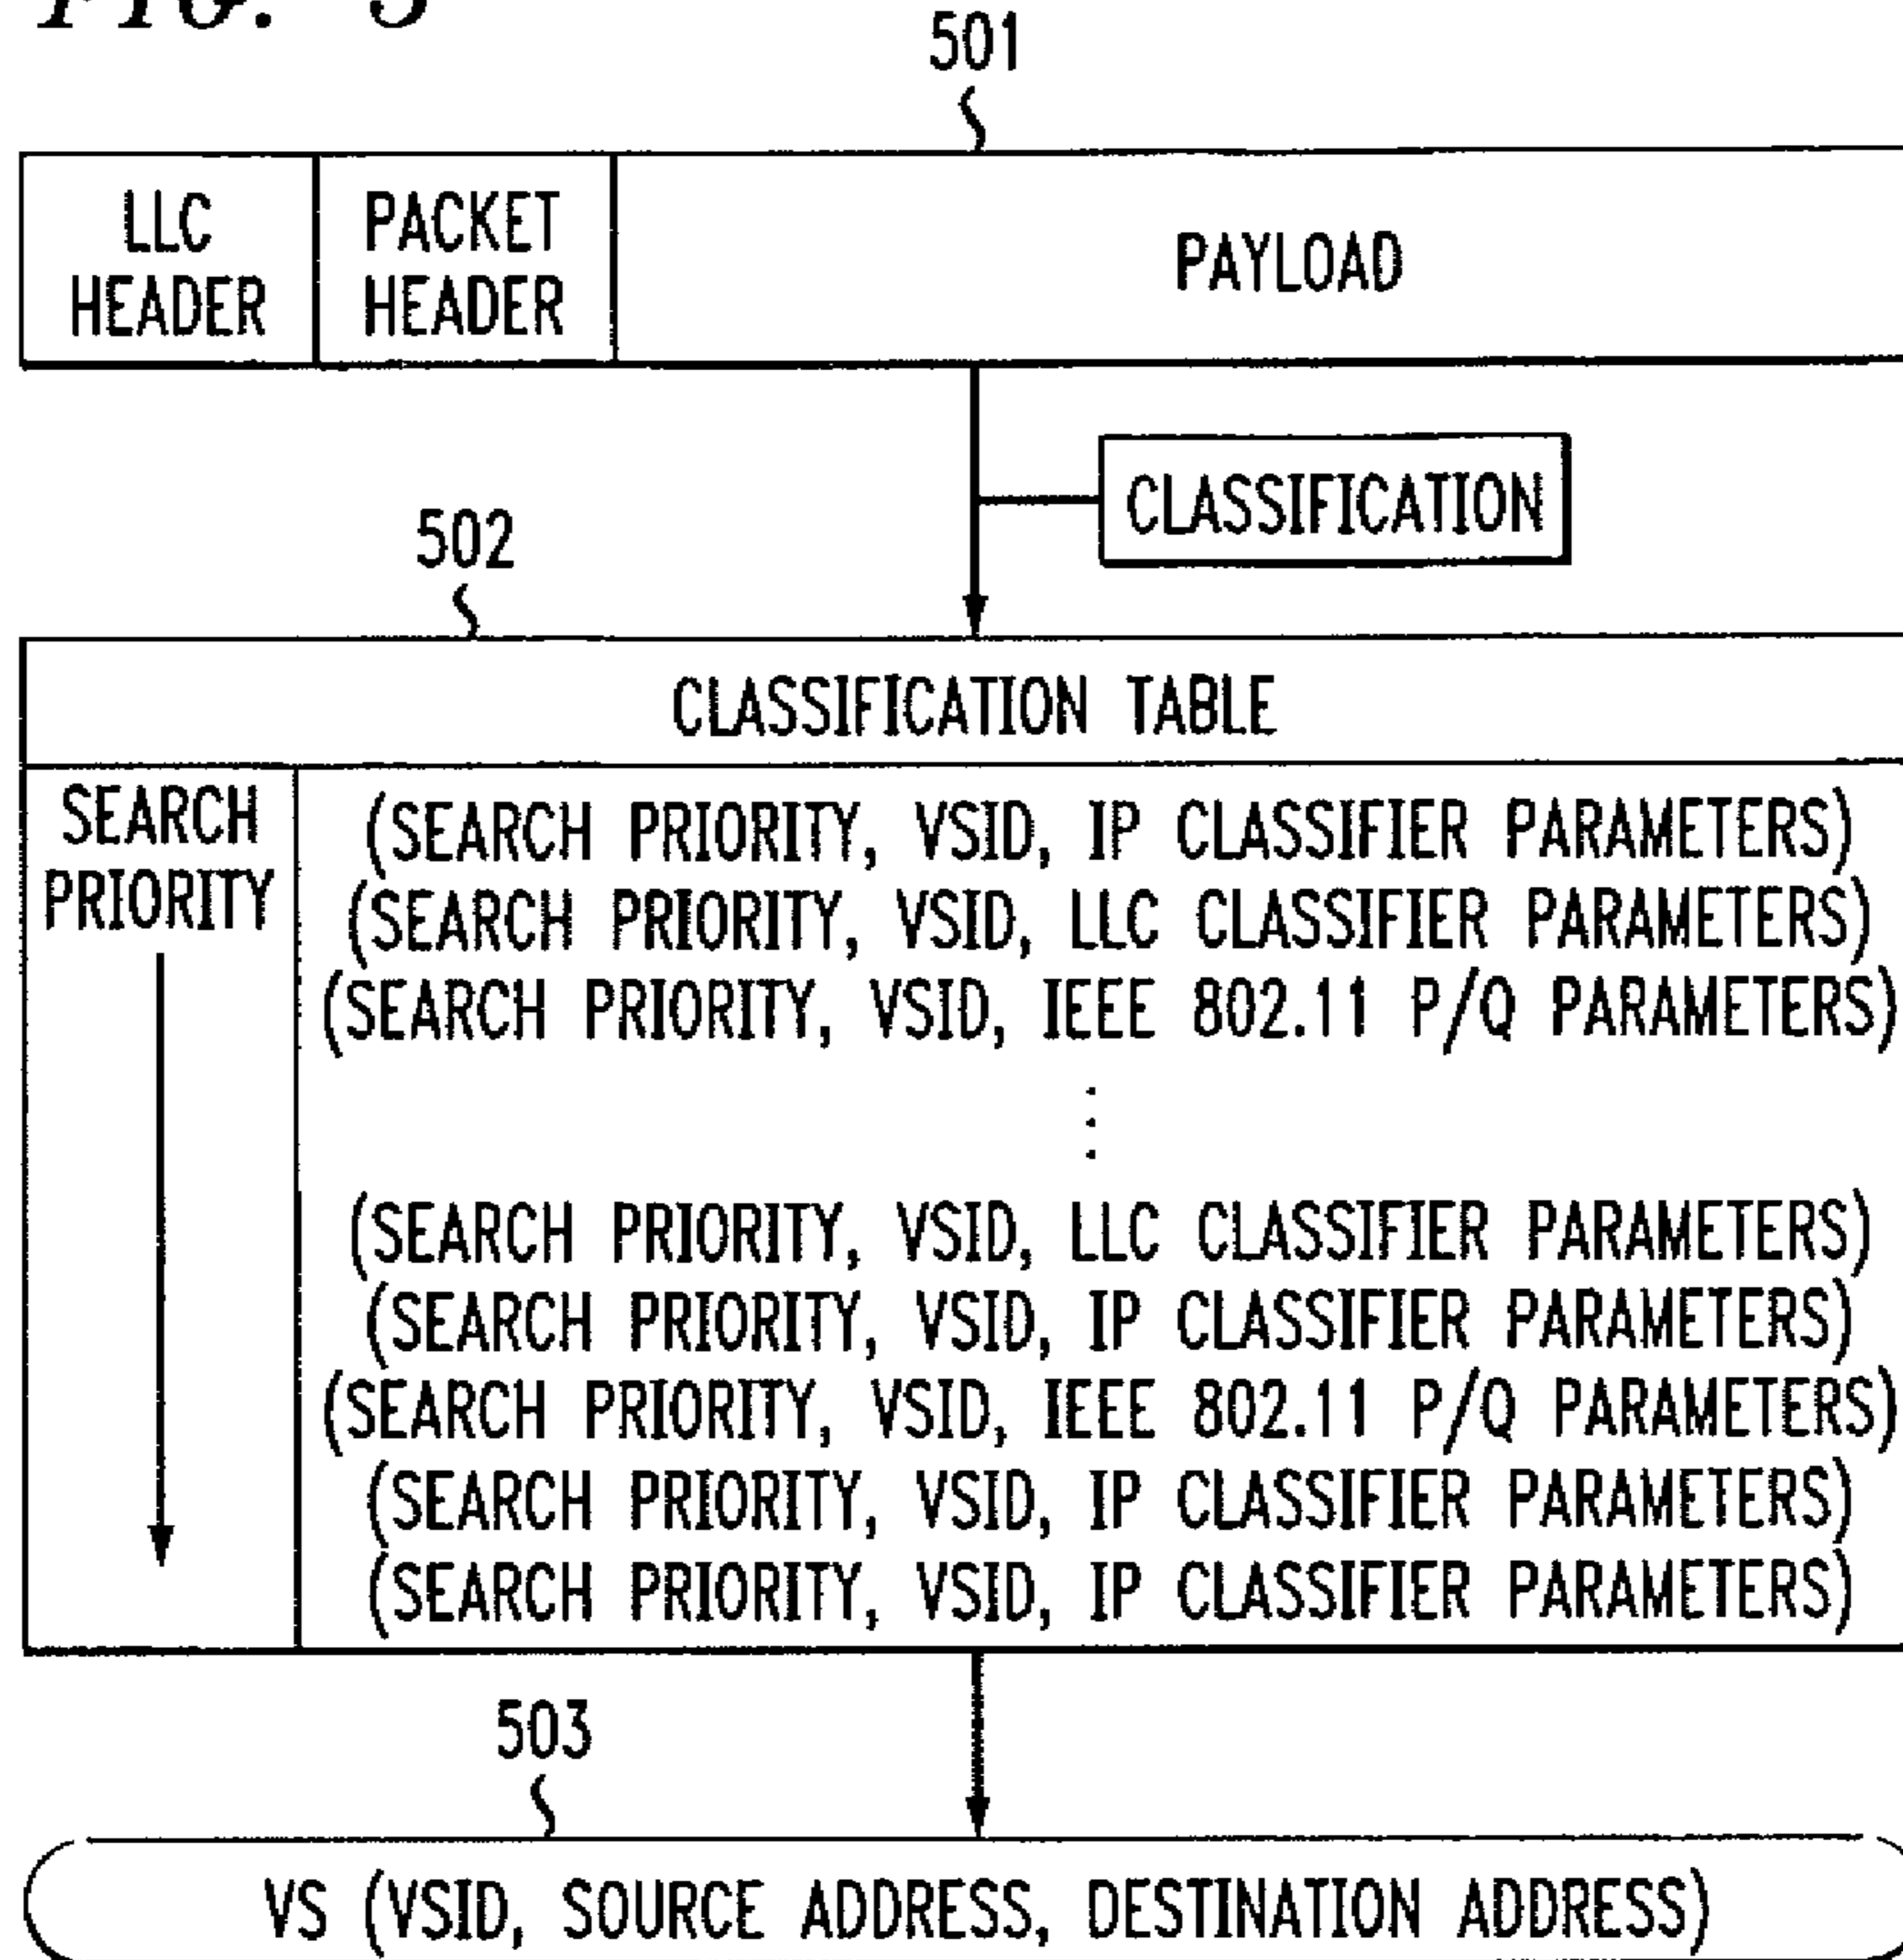 FIG. 5
501
LLC HEADER
PACKET HEADER
PAYLOAD
CLASSIFICATION
502
CLASSIFICATION TABLE
SEARCH PRIORITY
(SEARCH PRIORITY, VSID, IP CLASSIFIER PARAMETERS)
(SEARCH PRIORITY, VSID, LLC CLASSIFIER PARAMETERS)
(SEARCH PRIORITY, VSID, IEEE 802.11 P/Q PARAMETERS)
⋮
(SEARCH PRIORITY, VSID, LLC CLASSIFIER PARAMETERS)
(SEARCH PRIORITY, VSID, IP CLASSIFIER PARAMETERS)
(SEARCH PRIORITY, VSID, IEEE 802.11 P/Q PARAMETERS)
(SEARCH PRIORITY, VSID, IP CLASSIFIER PARAMETERS)
(SEARCH PRIORITY, VSID, IP CLASSIFIER PARAMETERS)
503
VS (VSID, SOURCE ADDRESS, DESTINATION ADDRESS)